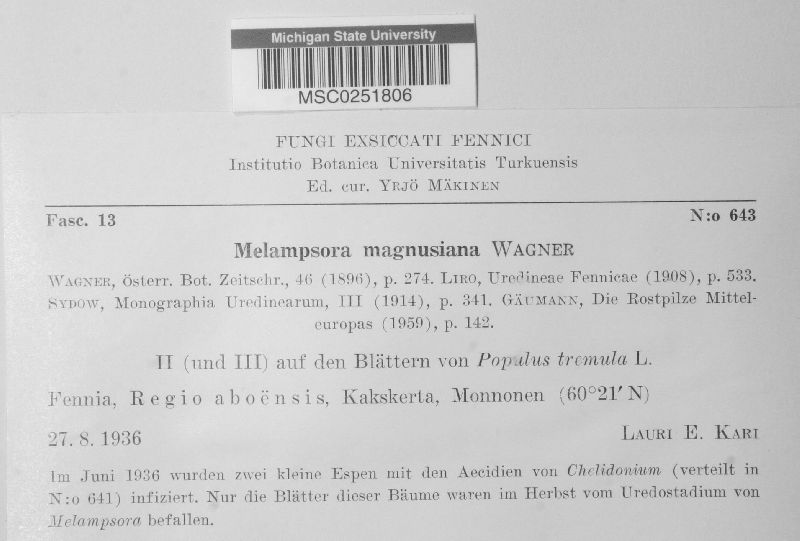 Michigan State University
MSC0251806
FUNGI EXSICCATI FENNICI
Institutio Botanica Universitatis Turkuensis
Ed. cur. YRJÖ MÄKINEN
Fasc. 13 N:o 643
Melampsora magnusiana WAGNER
WAGNER, österr. Bot. Zeitschr., 46 (1896), p. 274. LIRO, Uredineae Fennicae (1908), p. 533.
SYDOW, Monographia Uredinearum, III (1914), p. 341. GÄUMANN, Die Rostpilze Mittel-
europas (1959), p. 142.
II (und III) auf den Blättern von Populus tremula L.
Fennia, Regio aboënsis, Kakskerta, Monnonen (60°21′ N)
27. 8. 1936 LAURI E. KARI
Im Juni 1936 wurden zwei kleine Espen mit den Aecidien von Chelidonium (verteilt in
N:o 641) infiziert. Nur die Blätter dieser Bäume waren im Herbst vom Uredostadium von
Melampsora befallen.